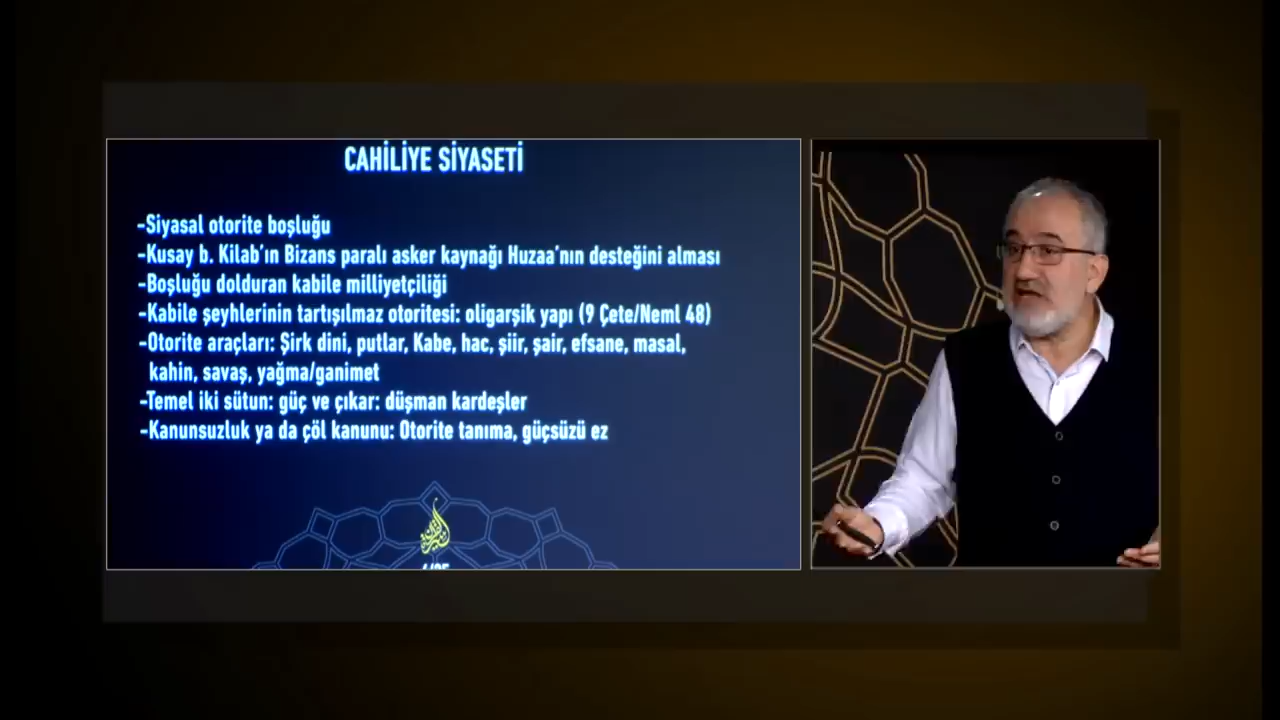 CAHİLİYE SİYASETİ
-Siyasal otorite boşluğu
-Kusay b. Kilab'ın Bizans paralı asker kaynağı Huzaa'nın desteğini alması
-Boşluğu dolduran kabile milliyetçiliği
-Kabile şeyhlerinin tartışılmaz otoritesi: oligarşik yapı (9 Çete/Neml 48)
-Otorite araçları: Şirk dini, putlar, Kabe, hac, şiir, şair, efsane, masal,
kahin, savaş, yağma/ganimet
-Temel iki sütun: güç ve çıkar: düşman kardeşler
-Kanunsuzluk ya da çöl kanunu: Otorite tanıma, güçsüzü ez